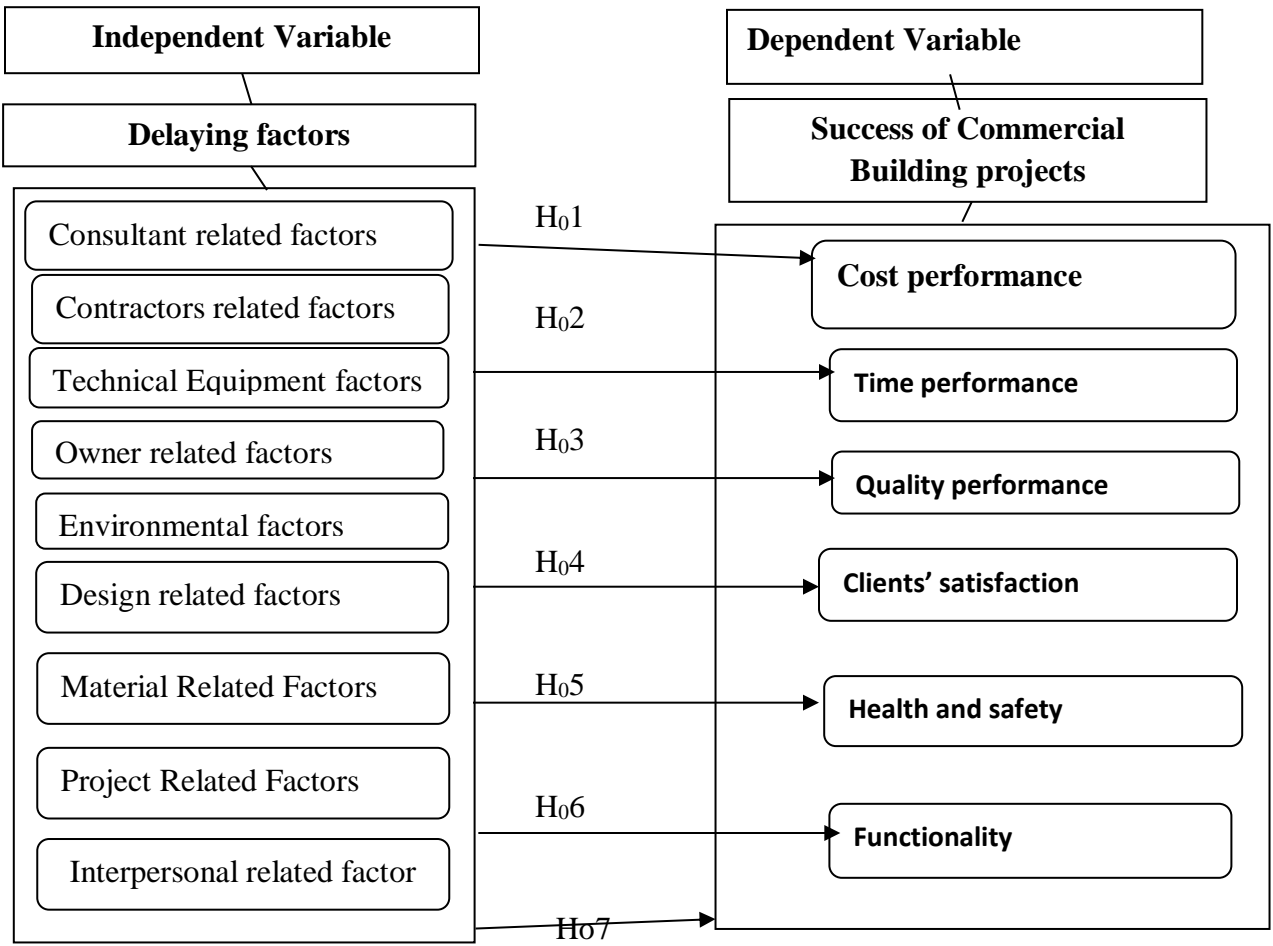 Independent Variable
Delaying factors
Consultant related factors
Contractors related factors
Technical Equipment factors
Owner related factors
Environmental factors
Design related factors
Material Related Factors
Project Related Factors
Interpersonal related factor
H₀1
H₀2
H₀3
H₀4
H₀5
H₀6
Ho7
Dependent Variable
Success of Commercial
Building projects
Cost performance
Time performance
Quality performance
Clients’ satisfaction
Health and safety
Functionality